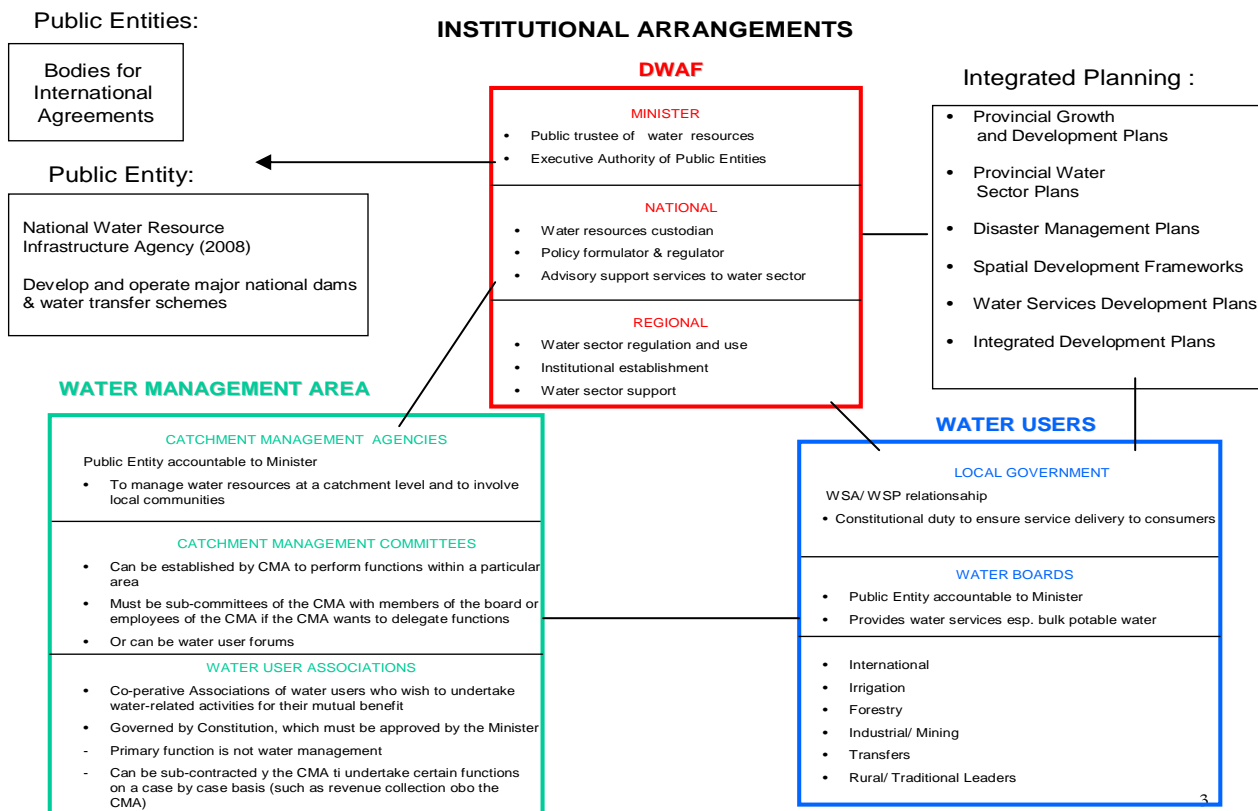 INSTITUTIONAL ARRANGEMENTS
Public Entities:
Bodies for
International
Agreements
Public Entity:
National Water Resource
Infrastructure Agency (2008)
Develop and operate major national dams
& water transfer schemes
DWAF
MINISTER
• Public trustee of water resources
• Executive Authority of Public Entities
NATIONAL
• Water resources custodian
• Policy formulator & regulator
• Advisory support services to water sector
REGIONAL
• Water sector regulation and use
• Institutional establishment
• Water sector support
Integrated Planning :
• Provincial Growth
and Development Plans
• Provincial Water
Sector Plans
• Disaster Management Plans
• Spatial Development Frameworks
• Water Services Development Plans
• Integrated Development Plans
WATER MANAGEMENT AREA
CATCHMENT MANAGEMENT AGENCIES
Public Entity accountable to Minister
• To manage water resources at a catchment level and to involve
local communities
CATCHMENT MANAGEMENT COMMITTEES
• Can be established by CMA to perform functions within a particular
area
• Must be sub-committees of the CMA with members of the board or
employees of the CMA if the CMA wants to delegate functions
• Or can be water user forums
WATER USER ASSOCIATIONS
• Co-perative Associations of water users who wish to undertake
water-related activities for their mutual benefit
• Governed by Constitution, which must be approved by the Minister
- Primary function is not water management
- Can be sub-contracted y the CMA ti undertake certain functions
on a case by case basis (such as revenue collection obo the
CMA)
WATER USERS
LOCAL GOVERNMENT
WSA/ WSP relationsahip
• Constitutional duty to ensure service delivery to consumers
WATER BOARDS
• Public Entity accountable to Minister
• Provides water services esp. bulk potable water
• International
• Irrigation
• Forestry
• Industrial/ Mining
• Transfers
• Rural/ Traditional Leaders
3